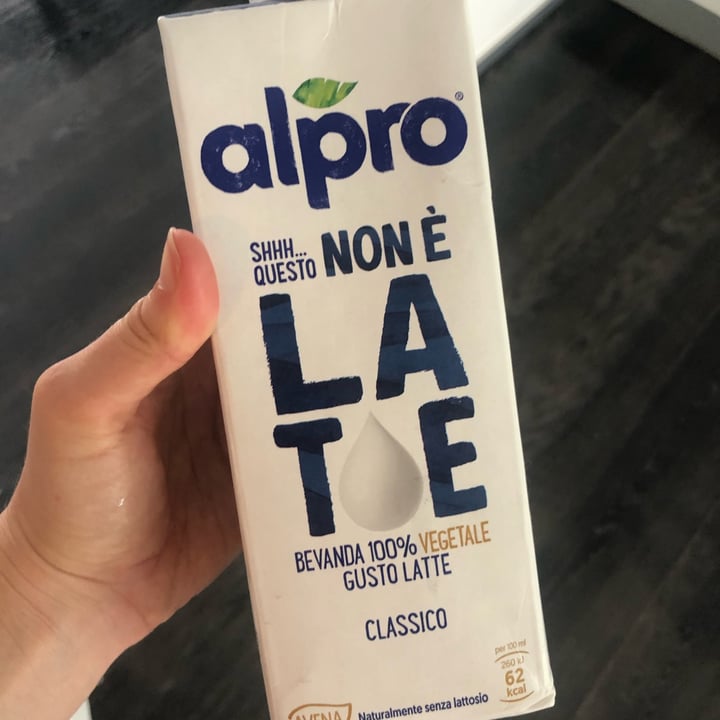 alpro®
SHHH... NON È
QUESTO
LA
TE
BEVANDA 100% VEGETALE
GUSTO LATTE
CLASSICO
per 100 ml
260 kJ
62
kcal
AVENA
Naturalmente senza lattosio